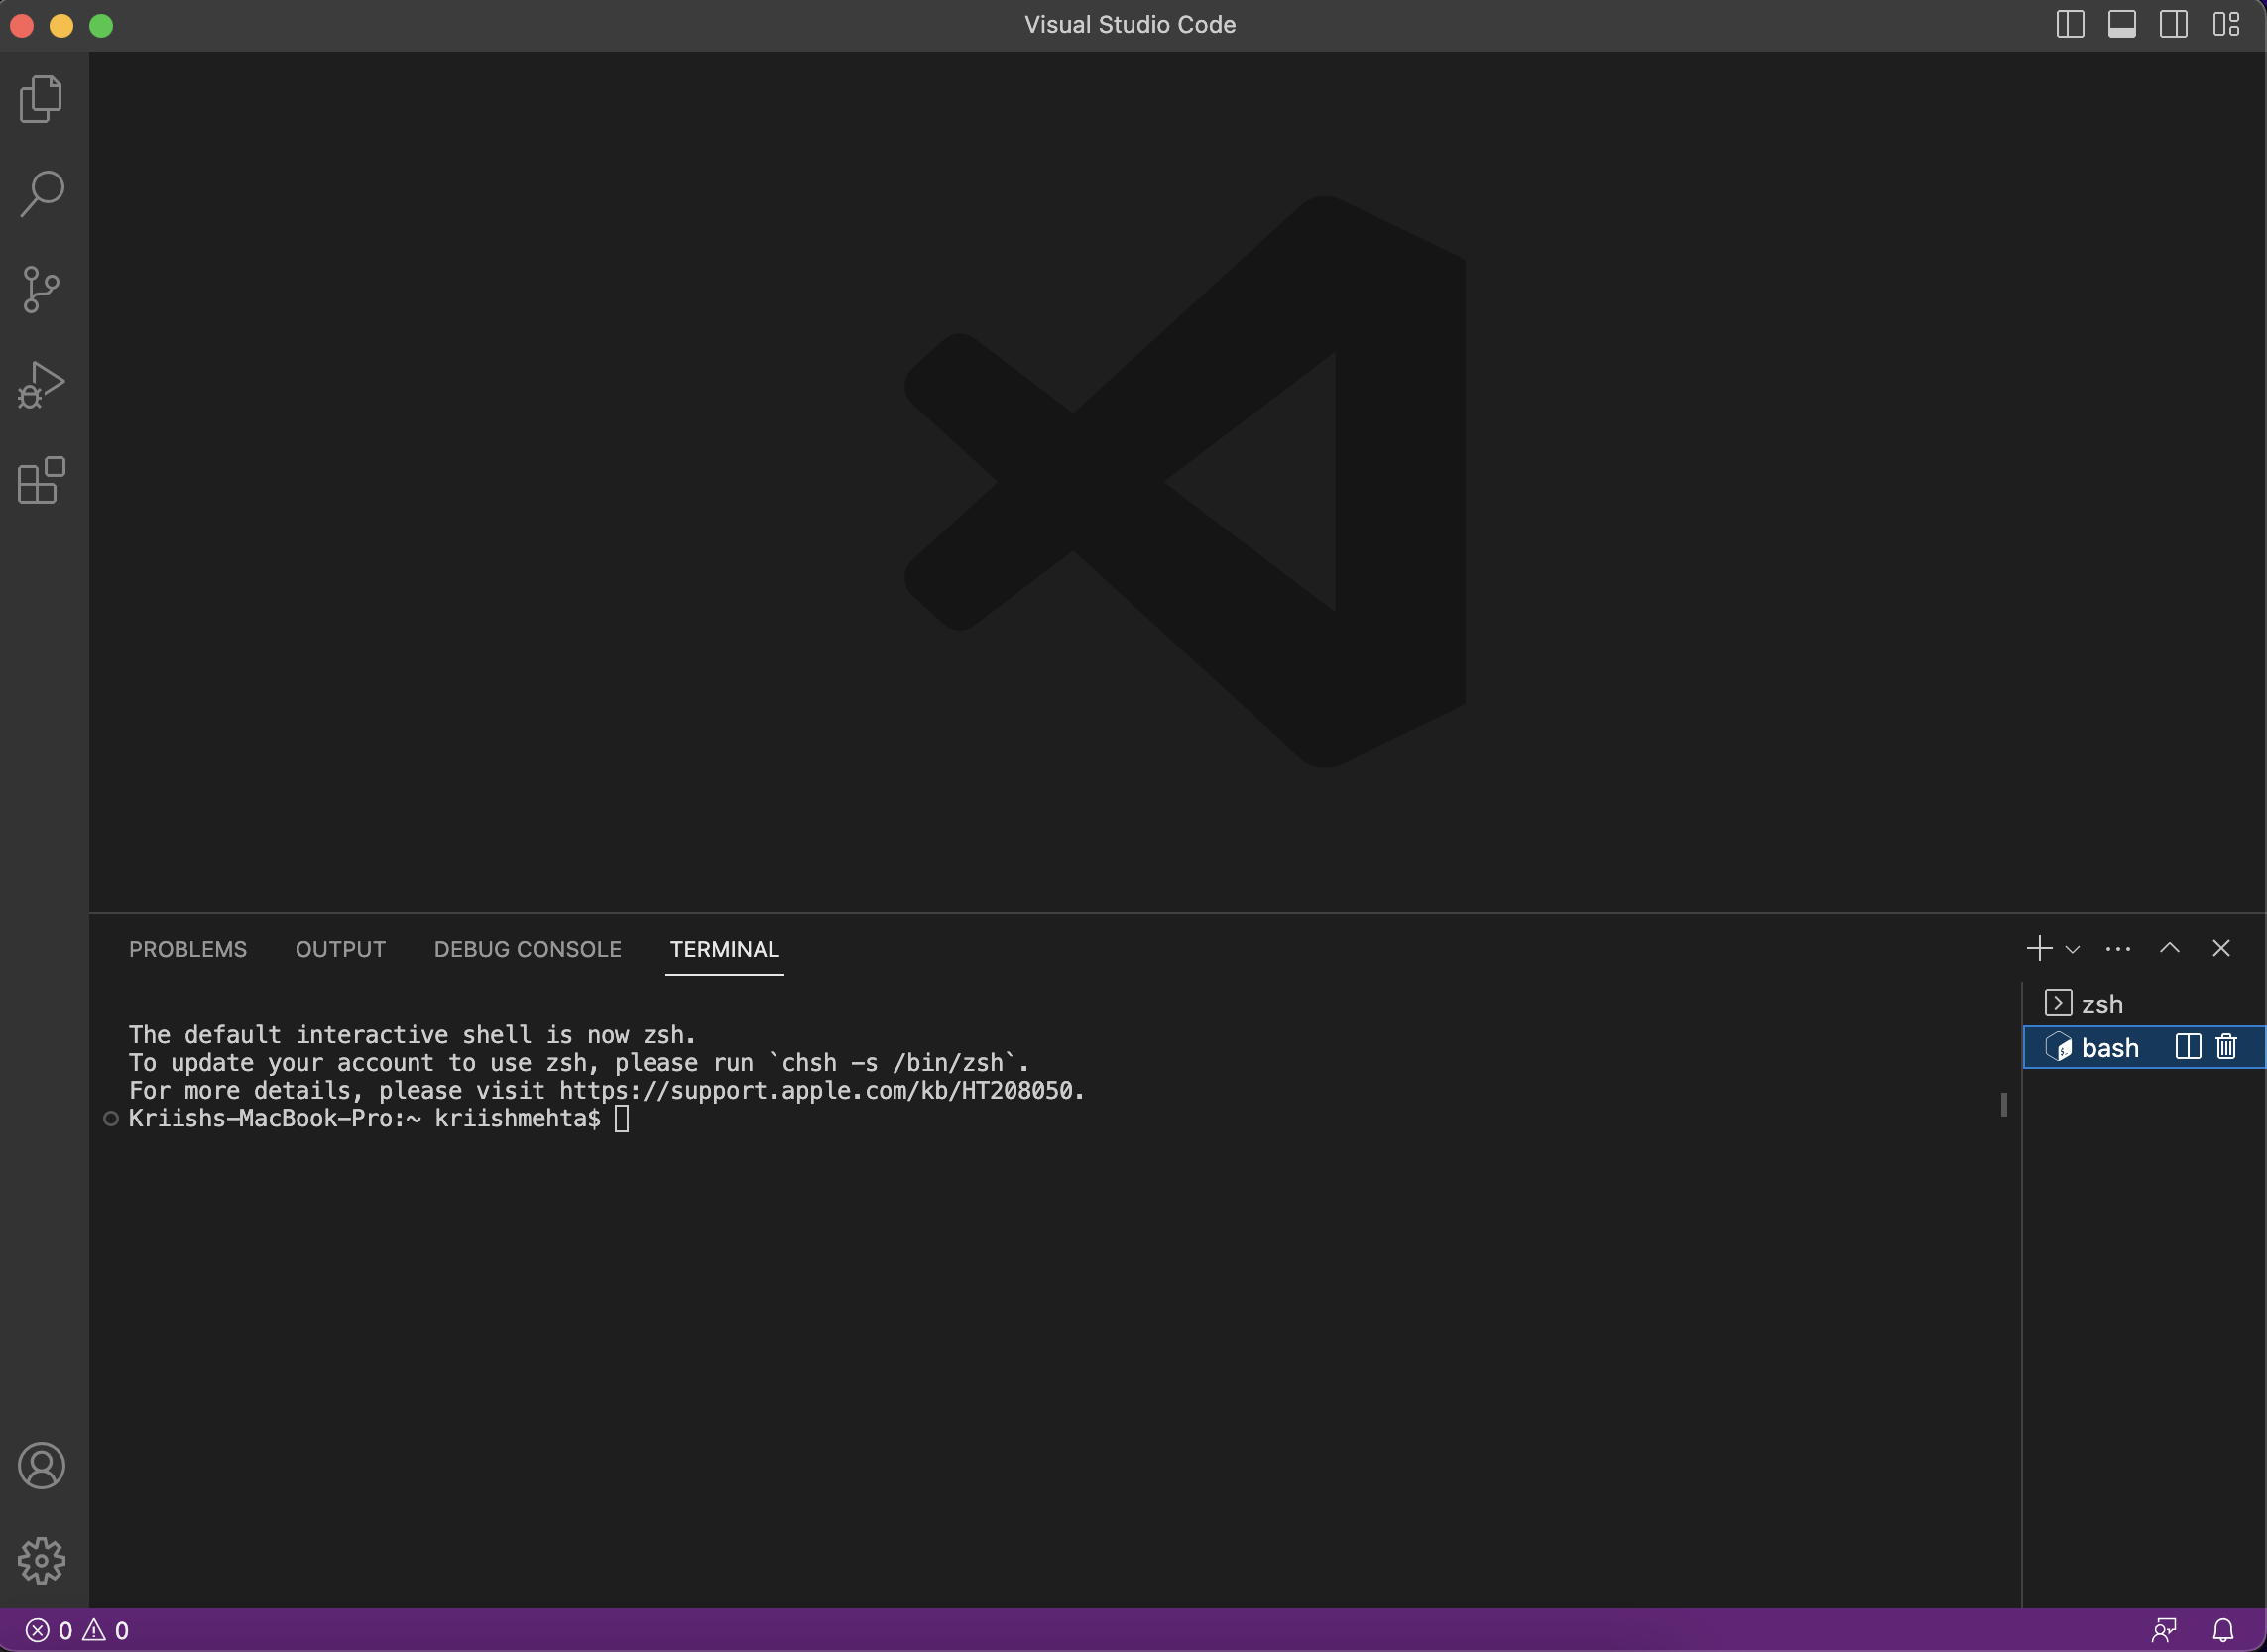 Visual Studio Code
PROBLEMS OUTPUT DEBUG CONSOLE TERMINAL
zsh
bash
The default interactive shell is now zsh.
To update your account to use zsh, please run `chsh -s /bin/zsh`.
For more details, please visit https://support.apple.com/kb/HT208050.
Kriishs-MacBook-Pro:~ kriishmehta$
0 0